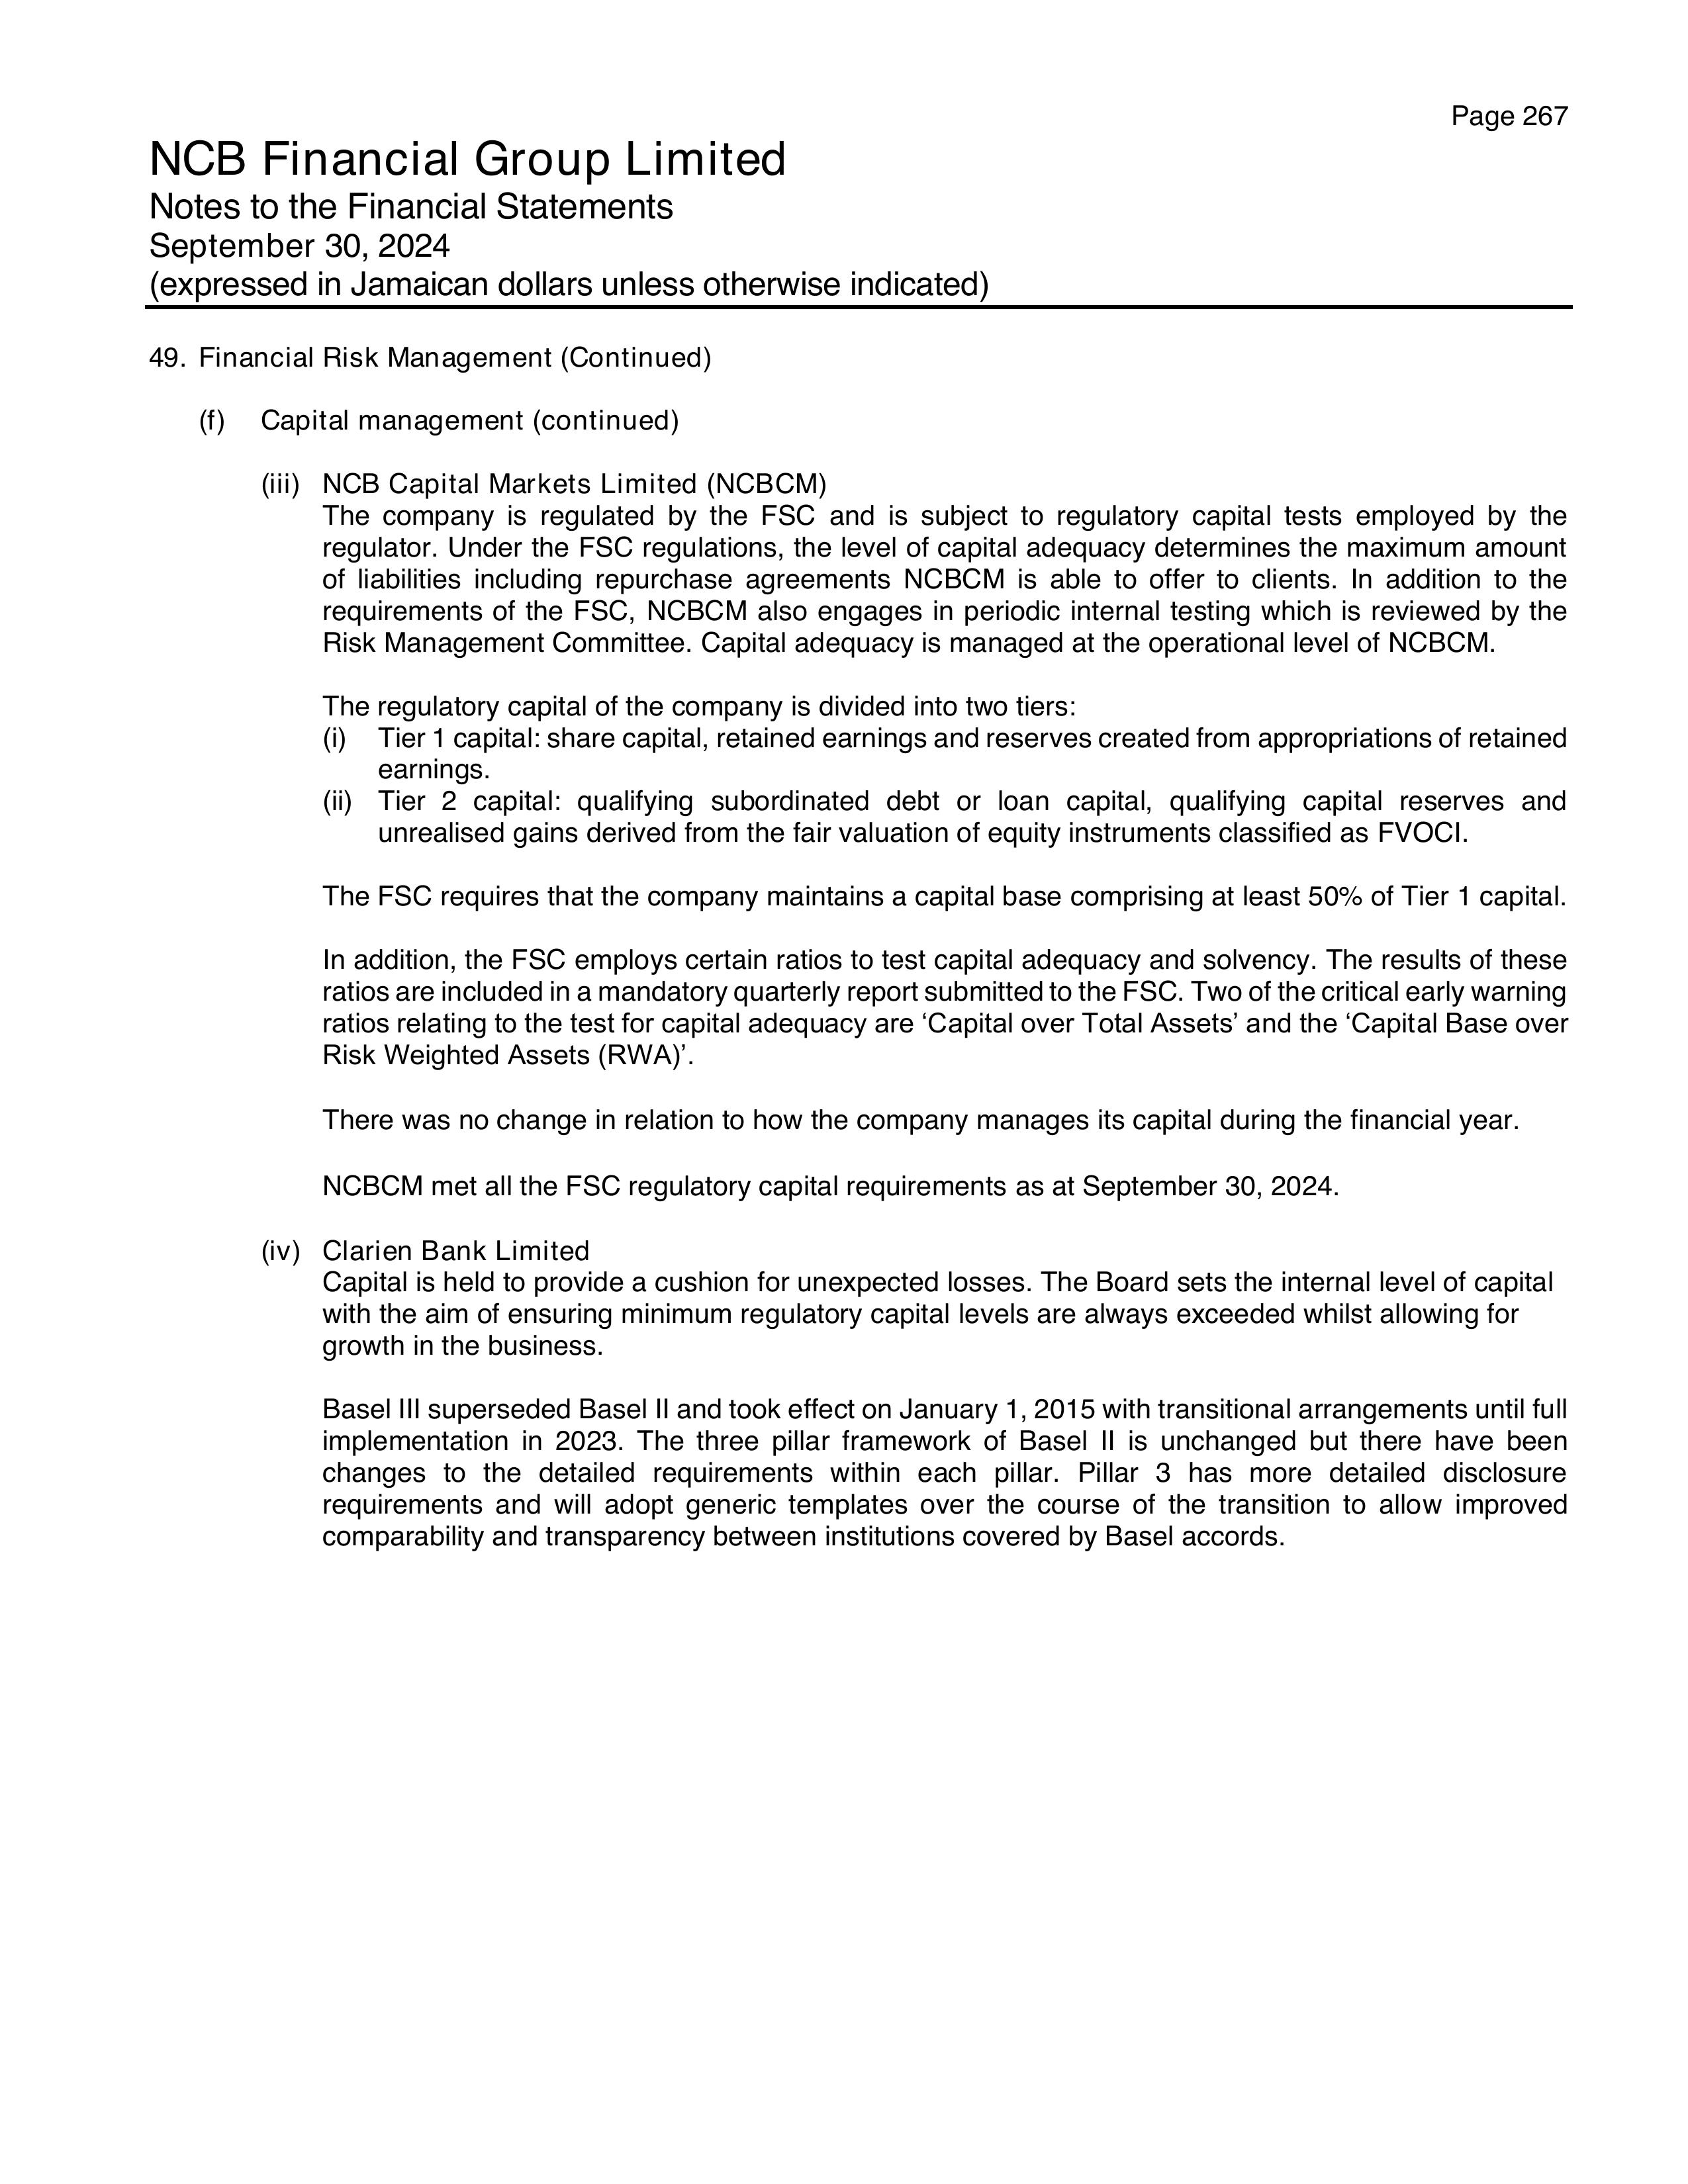 Page 267
NCB Financial Group Limited
Notes to the Financial Statements
September 30, 2024
(expressed in Jamaican dollars unless otherwise indicated)
49. Financial Risk Management (Continued)
(f) Capital management (continued)
(iii) NCB Capital Markets Limited (NCBCM)
The company is regulated by the FSC and is subject to regulatory capital tests employed by the
regulator. Under the FSC regulations, the level of capital adequacy determines the maximum amount
of liabilities including repurchase agreements NCBCM is able to offer to clients. In addition to the
requirements of the FSC, NCBCM also engages in periodic internal testing which is reviewed by the
Risk Management Committee. Capital adequacy is managed at the operational level of NCBCM.
The regulatory capital of the company is divided into two tiers:
(i) Tier 1 capital: share capital, retained earnings and reserves created from appropriations of retained
earnings.
(ii) Tier 2 capital: qualifying subordinated debt or loan capital, qualifying capital reserves and
unrealised gains derived from the fair valuation of equity instruments classified as FVOCI.
The FSC requires that the company maintains a capital base comprising at least 50% of Tier 1 capital.
In addition, the FSC employs certain ratios to test capital adequacy and solvency. The results of these
ratios are included in a mandatory quarterly report submitted to the FSC. Two of the critical early warning
ratios relating to the test for capital adequacy are ‘Capital over Total Assets’ and the ‘Capital Base over
Risk Weighted Assets (RWA)’.
There was no change in relation to how the company manages its capital during the financial year.
NCBCM met all the FSC regulatory capital requirements as at September 30, 2024.
(iv) Clarien Bank Limited
Capital is held to provide a cushion for unexpected losses. The Board sets the internal level of capital
with the aim of ensuring minimum regulatory capital levels are always exceeded whilst allowing for
growth in the business.
Basel III superseded Basel II and took effect on January 1, 2015 with transitional arrangements until full
implementation in 2023. The three pillar framework of Basel II is unchanged but there have been
changes to the detailed requirements within each pillar. Pillar 3 has more detailed disclosure
requirements and will adopt generic templates over the course of the transition to allow improved
comparability and transparency between institutions covered by Basel accords.